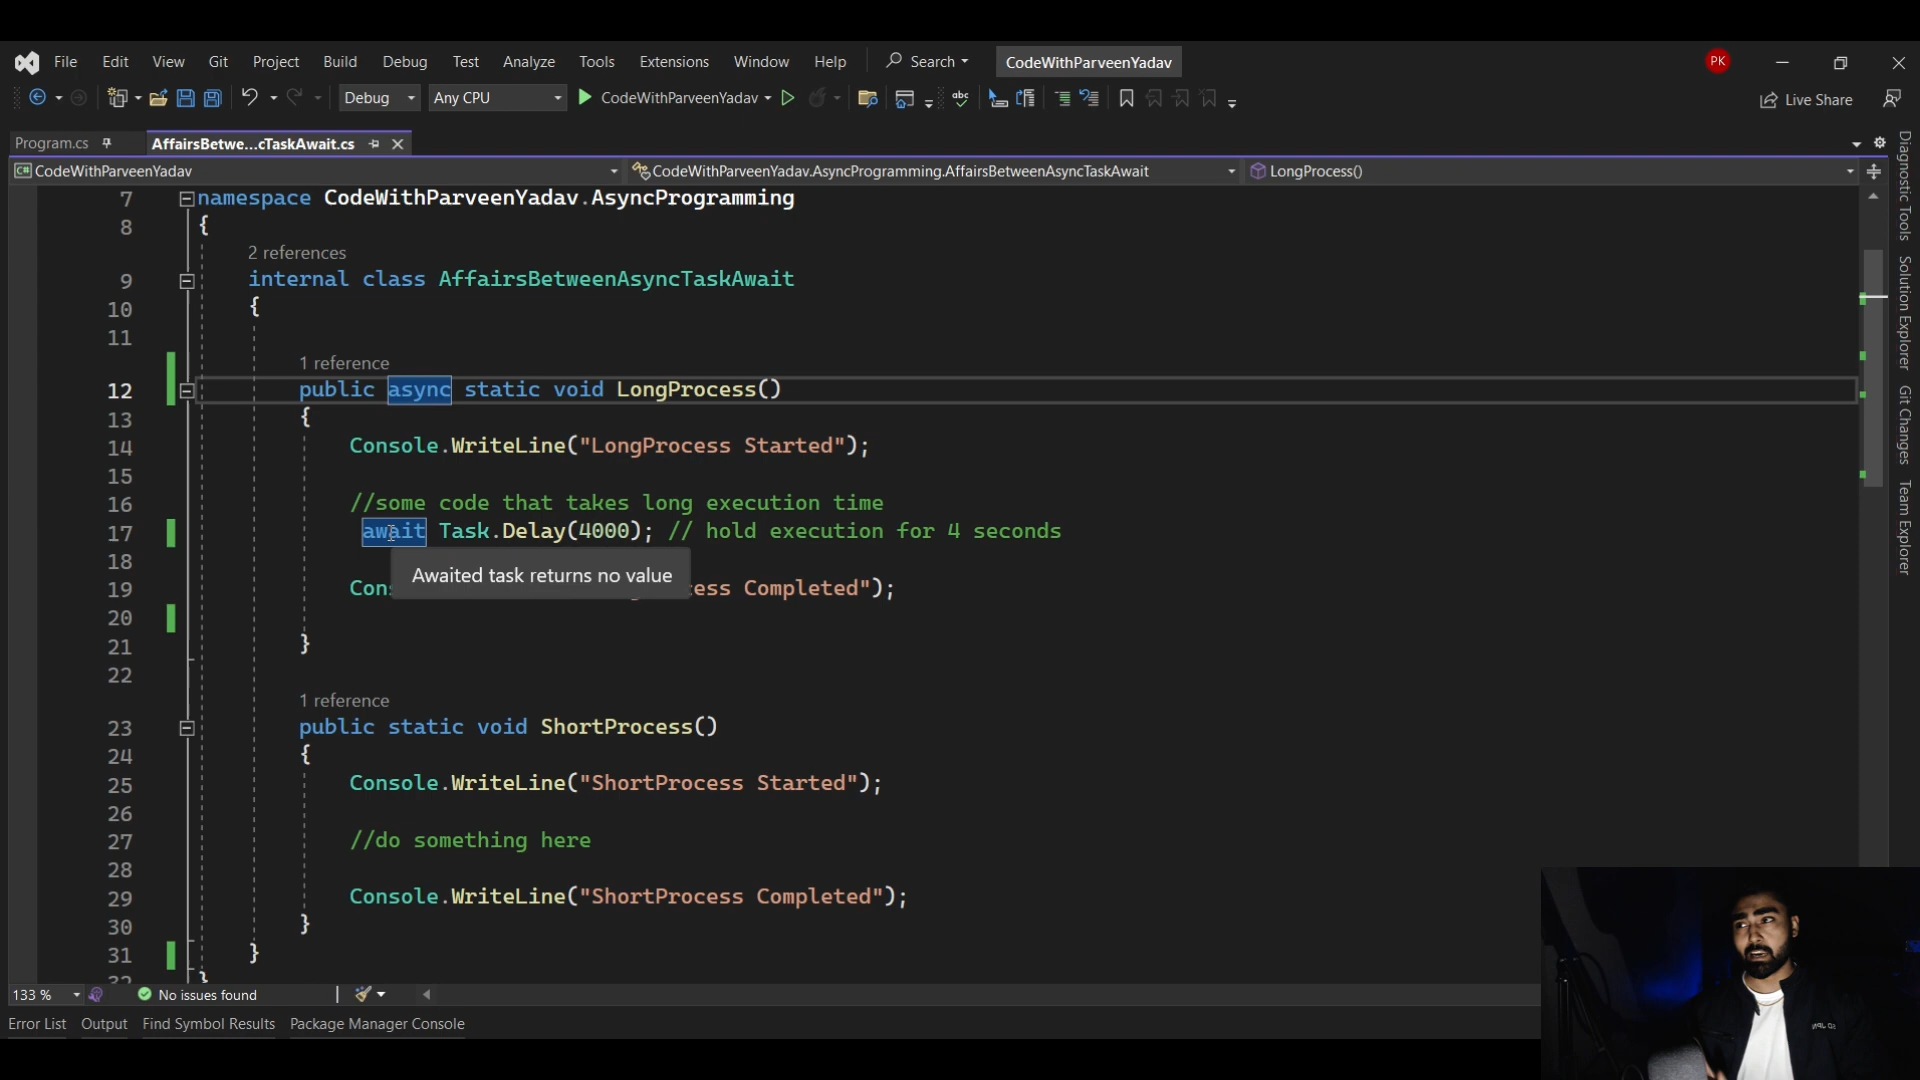 File Edit View Git Project Build Debug Test Analyze Tools Extensions Window Help Search CodeWithParveenYadav PK
Debug Any CPU CodeWithParveenYadav Live Share
Program.cs AffairsBetwe...cTaskAwait.cs
CodeWithParveenYadav CodeWithParveenYadav.AsyncProgramming.AffairsBetweenAsyncTaskAwait LongProcess()
7 namespace CodeWithParveenYadav.AsyncProgramming
8 {
2 references
9 internal class AffairsBetweenAsyncTaskAwait
10 {
11
1 reference
12 public async static void LongProcess()
13 {
14 Console.WriteLine("LongProcess Started");
15
16 //some code that takes long execution time
17 await Task.Delay(4000); // hold execution for 4 seconds
18
Awaited task returns no value
19 Con ess Completed");
20
21 }
22
1 reference
23 public static void ShortProcess()
24 {
25 Console.WriteLine("ShortProcess Started");
26
27 //do something here
28
29 Console.WriteLine("ShortProcess Completed");
30 }
31 }
32 }
133 % No issues found
Error List Output Find Symbol Results Package Manager Console
Diagnostic Tools
Solution Explorer
Git Changes
Team Explorer